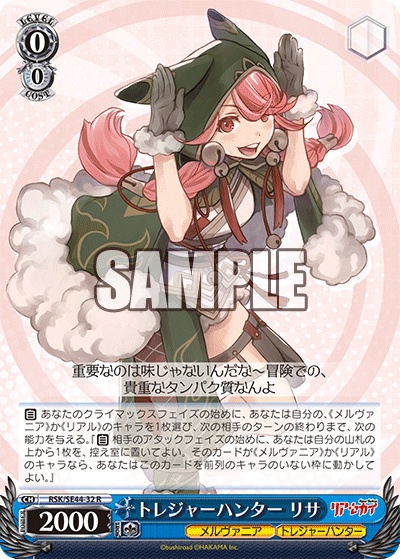 LEVEL
0
0
COST
SAMPLE
重要なのは味じゃないんだな～冒険での、
貴重なタンパク質なんよ
自 あなたのクライマックスフェイズの始めに、あなたは自分の、《メルヴァ
ニア》か《リアル》のキャラを1枚選び、次の相手のターンの終わりまで、次の
能力を与える。『自 相手のアタックフェイズの始めに、あなたは自分の山札の
上から1枚を、控え室に置いてよい。そのカードが《メルヴァニア》か《リアル》
のキャラなら、あなたはこのカードを前列のキャラのいない枠に動かして
よい。』
CH
RSK/SE44-32 R
POWER
2000
トレジャーハンター リサ
メルヴァニア
トレジャーハンター
©bushiroad ©HAKAMA Inc.